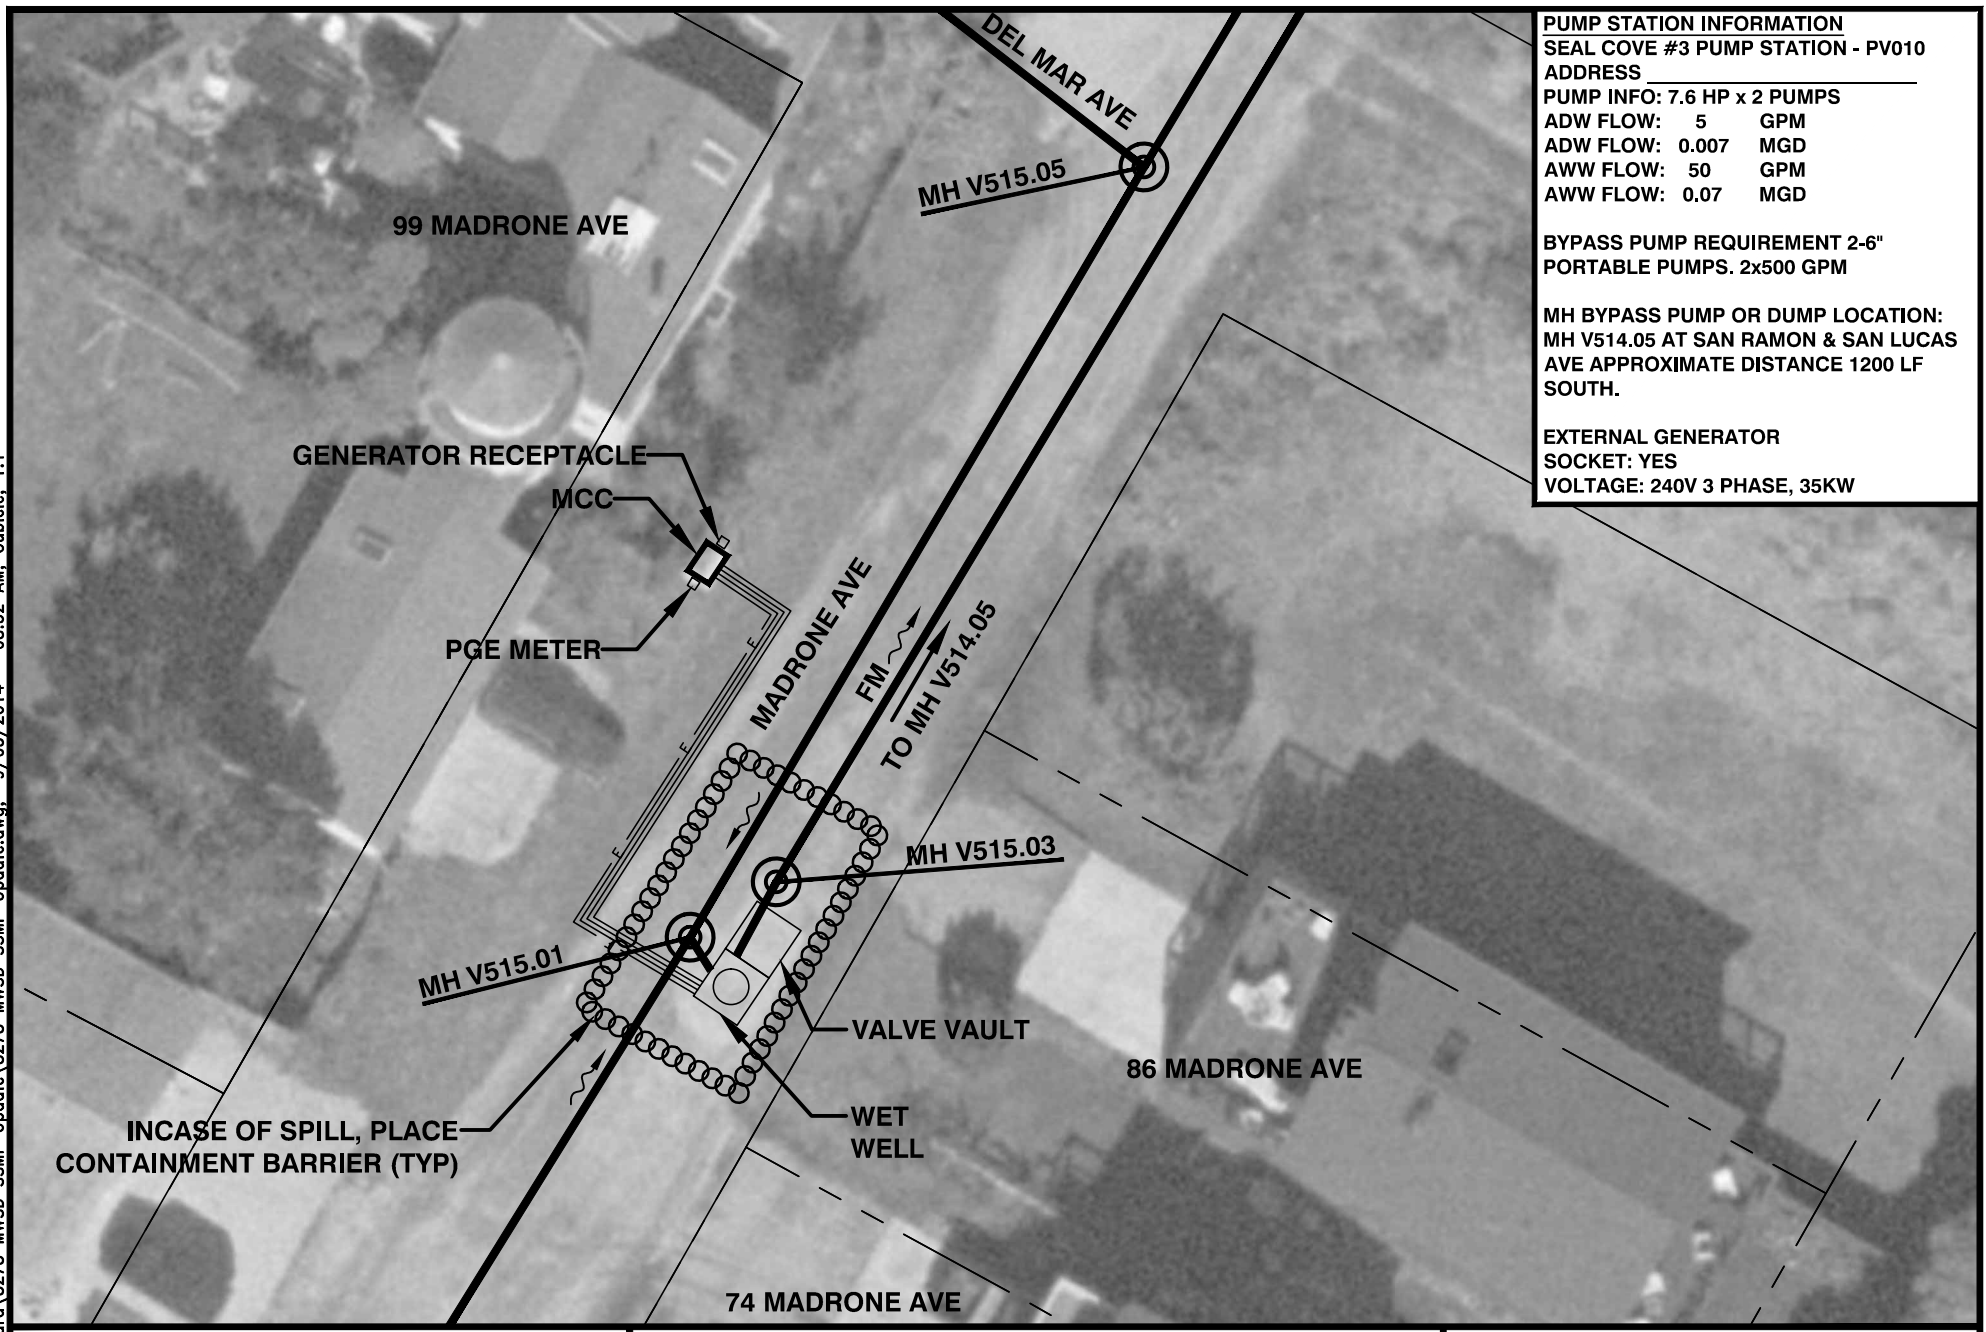 PUMP STATION INFORMATION
SEAL COVE #3 PUMP STATION - PV010
ADDRESS
PUMP INFO: 7.6 HP x 2 PUMPS
ADW FLOW: 5 GPM
ADW FLOW: 0.007 MGD
AWW FLOW: 50 GPM
AWW FLOW: 0.07 MGD
BYPASS PUMP REQUIREMENT 2-6"
PORTABLE PUMPS. 2x500 GPM
MH BYPASS PUMP OR DUMP LOCATION:
MH V514.05 AT SAN RAMON & SAN LUCAS
AVE APPROXIMATE DISTANCE 1200 LF
SOUTH.
EXTERNAL GENERATOR
SOCKET: YES
VOLTAGE: 240V 3 PHASE, 35KW
DEL MAR AVE
MH V515.05
99 MADRONE AVE
GENERATOR RECEPTACLE
MCC
PGE METER
MADRONE AVE
FM
TO MH V514.05
E
E
E
MH V515.03
MH V515.01
VALVE VAULT
86 MADRONE AVE
WET
WELL
INCASE OF SPILL, PLACE
CONTAINMENT BARRIER (TYP)
74 MADRONE AVE